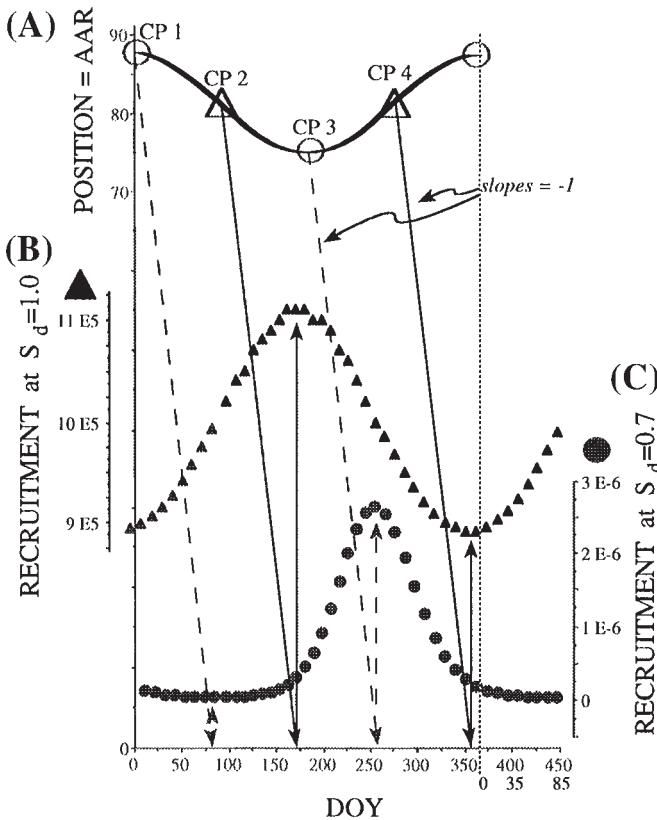 (A)
POSITION = AAR
90
80
70
0
CP 1
CP 2
CP 3
CP 4
slopes = -1
(B)
RECRUITMENT at S d=1.0
11 E5
10 E5
9 E5
(C)
RECRUITMENT at S d=0.7
3 E-6
2 E-6
1 E-6
0
0 50 100 150 200 250 300 350 0 400 450
35 85
DOY